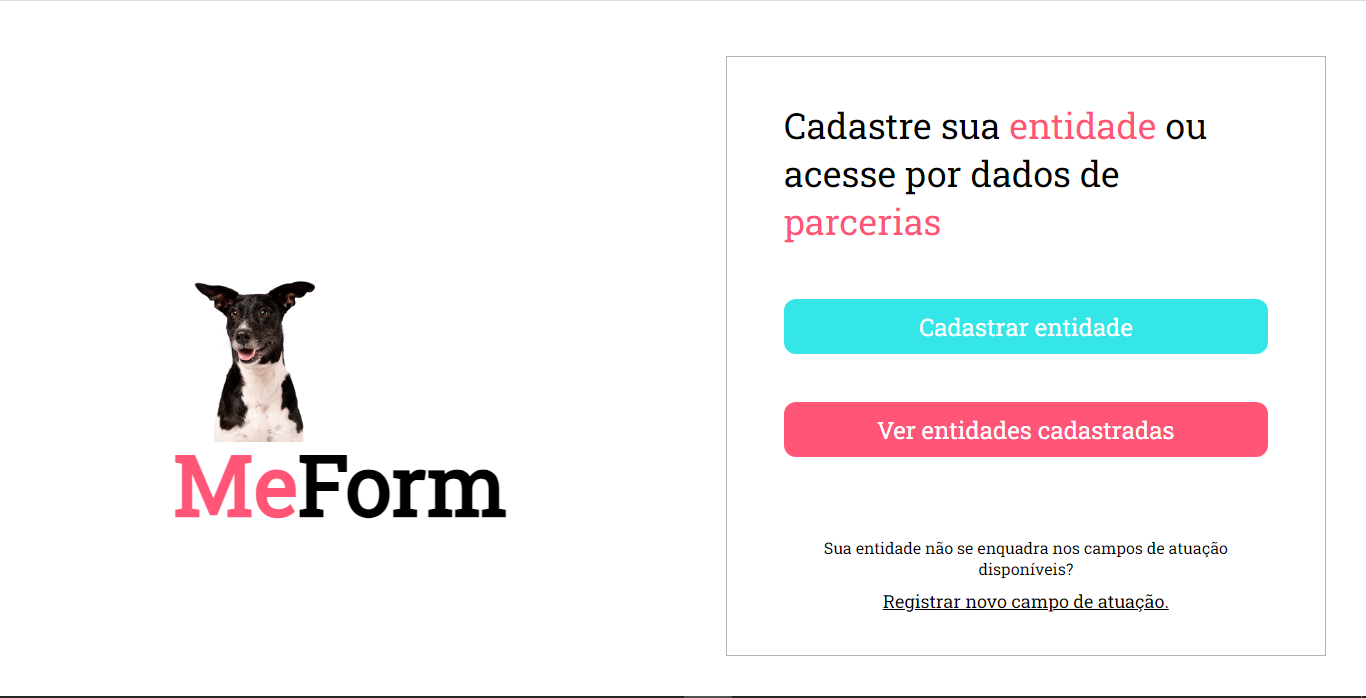 MeForm
Cadastre sua entidade ou
acesse por dados de
parcerias
Cadastrar entidade
Ver entidades cadastradas
Sua entidade não se enquadra nos campos de atuação
disponíveis?
Registrar novo campo de atuação.